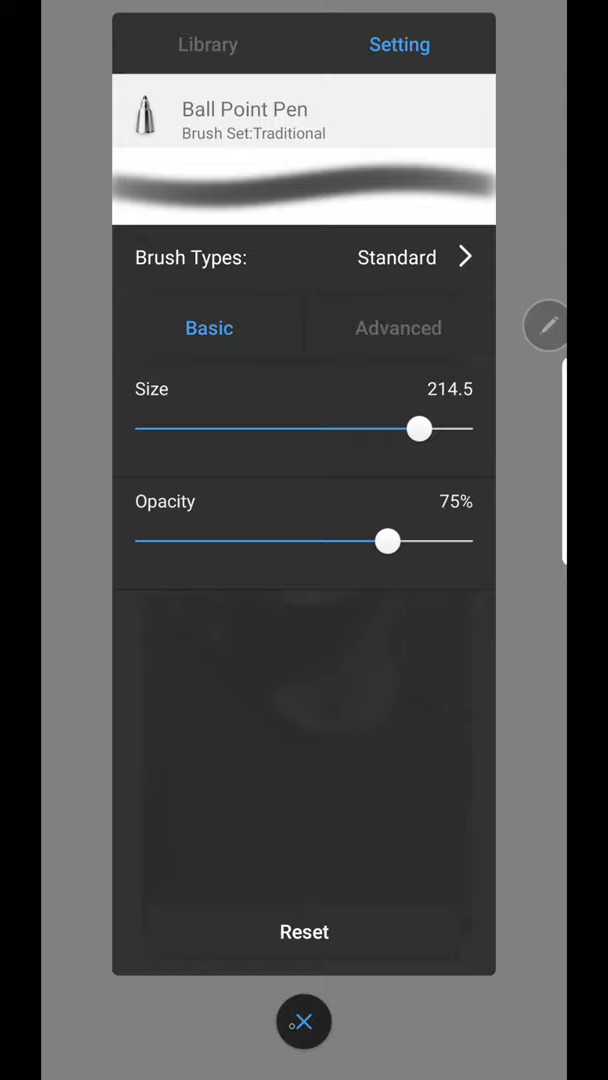 Library Setting
Ball Point Pen
Brush Set:Traditional
Brush Types: Standard
Basic Advanced
Size 214.5
Opacity 75%
Reset